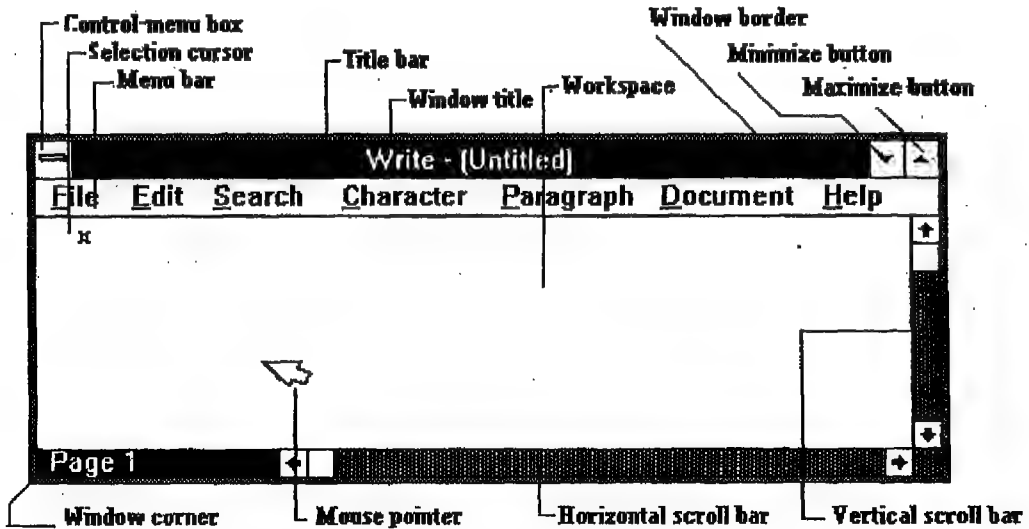 Control-menu box
Selection cursor
Menu bar
Title bar
Window title
Workspace
Window border
Minimize button
Maximize button
Write - (Untitled)
File Edit Search Character Paragraph Document Help
Page 1
Window corner
Mouse pointer
Horizontal scroll bar
Vertical scroll bar